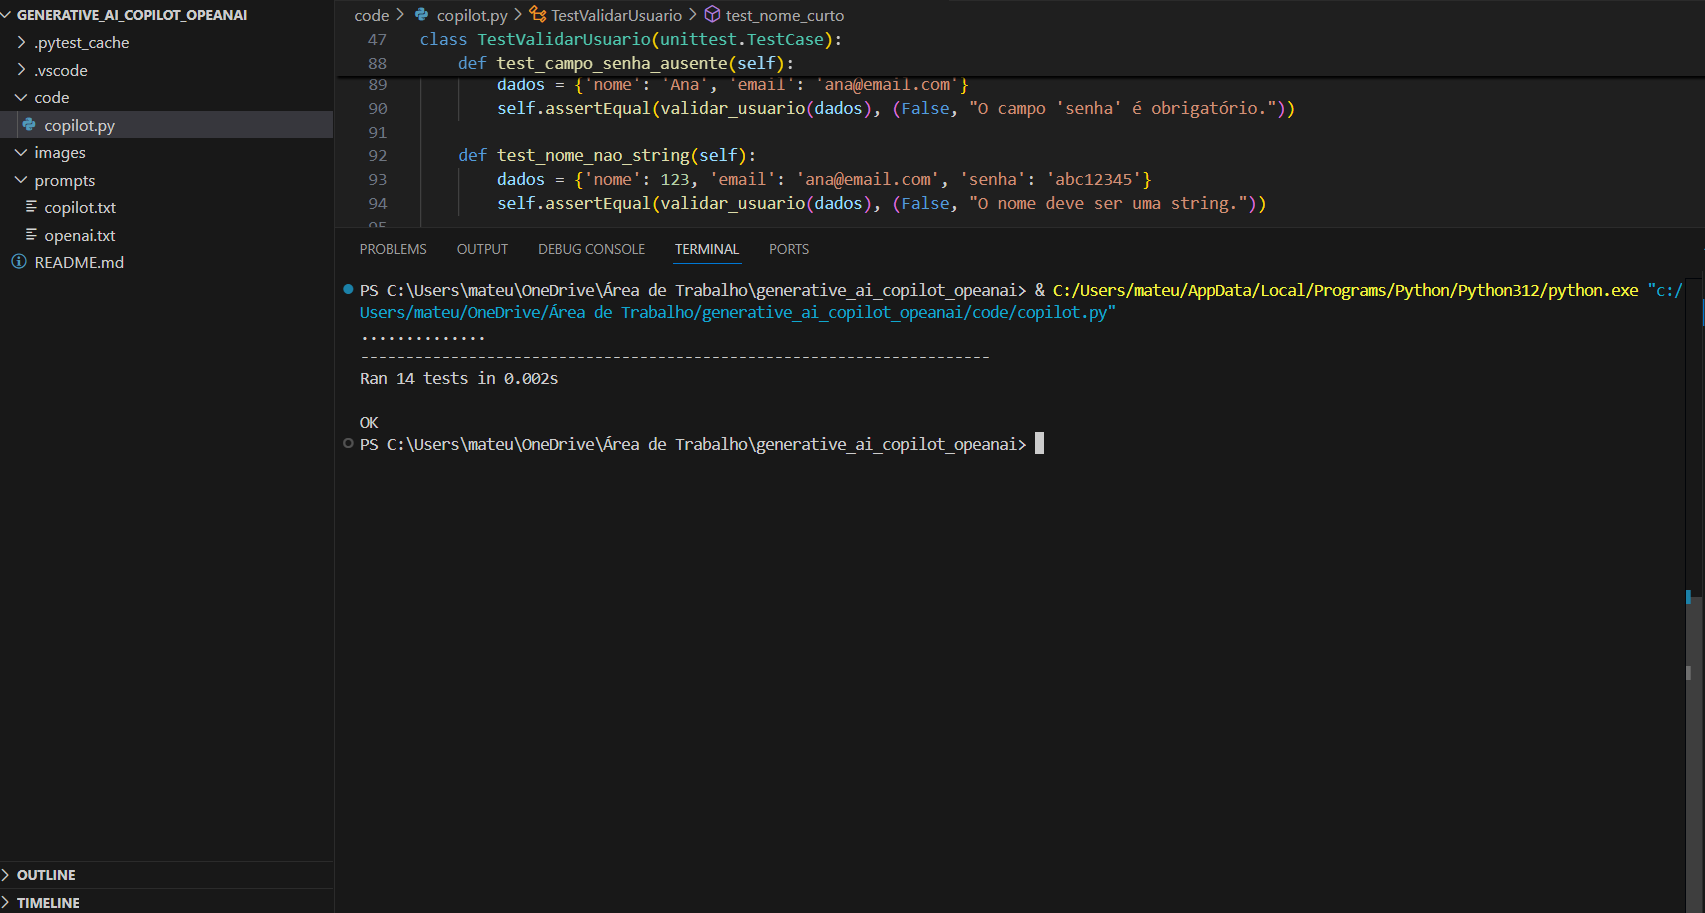 GENERATIVE_AI_COPILOT_OPEANAI
.pytest_cache
.vscode
code
copilot.py
images
prompts
copilot.txt
openai.txt
README.md
OUTLINE
TIMELINE
code > copilot.py > TestValidarUsuario > test_nome_curto
47 class TestValidarUsuario(unittest.TestCase):
88 def test_campo_senha_ausente(self):
89 dados = {'nome': 'Ana', 'email': 'ana@email.com'}
90 self.assertEqual(validar_usuario(dados), (False, "O campo 'senha' é obrigatório."))
91
92 def test_nome_nao_string(self):
93 dados = {'nome': 123, 'email': 'ana@email.com', 'senha': 'abc12345'}
94 self.assertEqual(validar_usuario(dados), (False, "O nome deve ser uma string."))
95
PROBLEMS OUTPUT DEBUG CONSOLE TERMINAL PORTS
PS C:\Users\mateu\OneDrive\Área de Trabalho\generative_ai_copilot_opeanai> & C:/Users/mateu/AppData/Local/Programs/Python/Python312/python.exe "c:/
Users/mateu/OneDrive/Área de Trabalho/generative_ai_copilot_opeanai/code/copilot.py"
..............
----------------------------------------------------------------------
Ran 14 tests in 0.002s
OK
PS C:\Users\mateu\OneDrive\Área de Trabalho\generative_ai_copilot_opeanai>